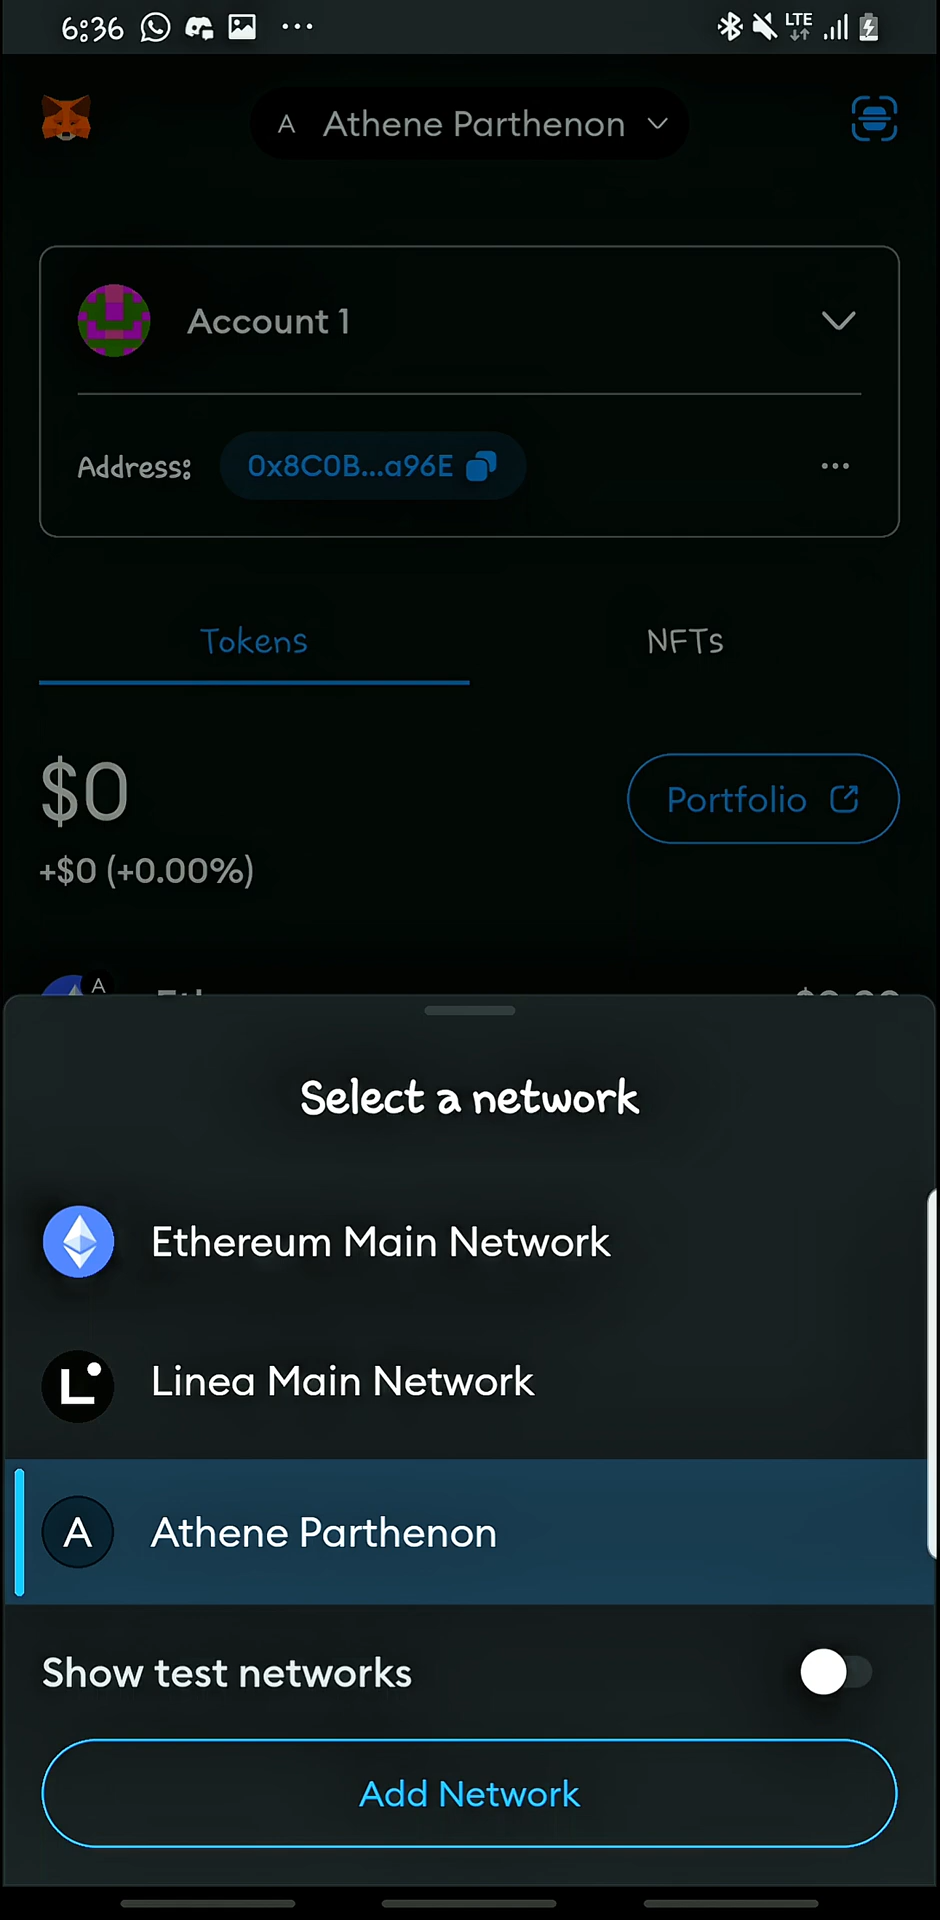 6:36
LTE
A Athene Parthenon
Account 1
Address: 0x8C0B...a96E
Tokens NFTs
$0
Portfolio
+$0 (+0.00%)
A
Select a network
Ethereum Main Network
L Linea Main Network
A Athene Parthenon
Show test networks
Add Network